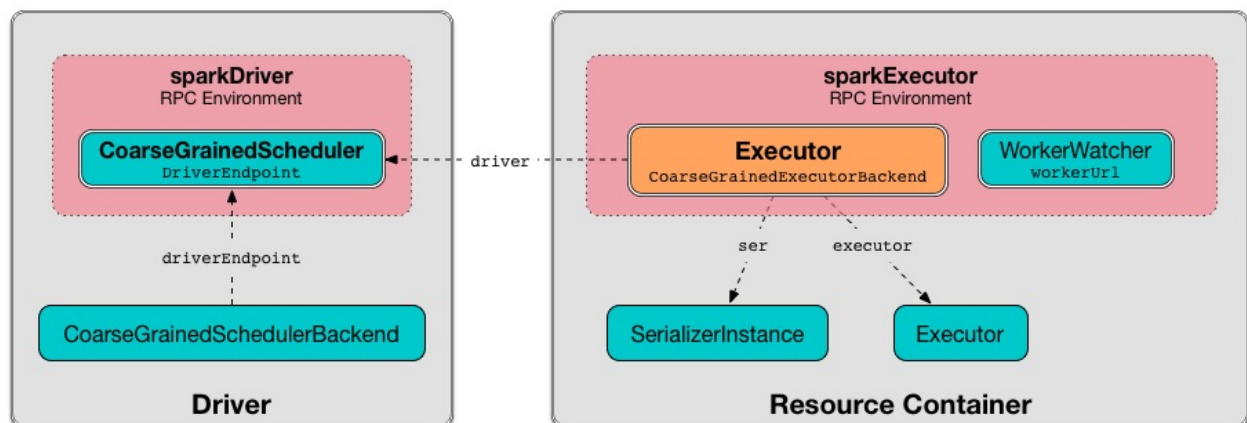 sparkDriver
RPC Environment
CoarseGrainedScheduler
DriverEndpoint
driverEndpoint
CoarseGrainedSchedulerBackend
Driver
driver
sparkExecutor
RPC Environment
Executor
CoarseGrainedExecutorBackend
WorkerWatcher
workerUrl
ser
executor
SerializerInstance
Executor
Resource Container